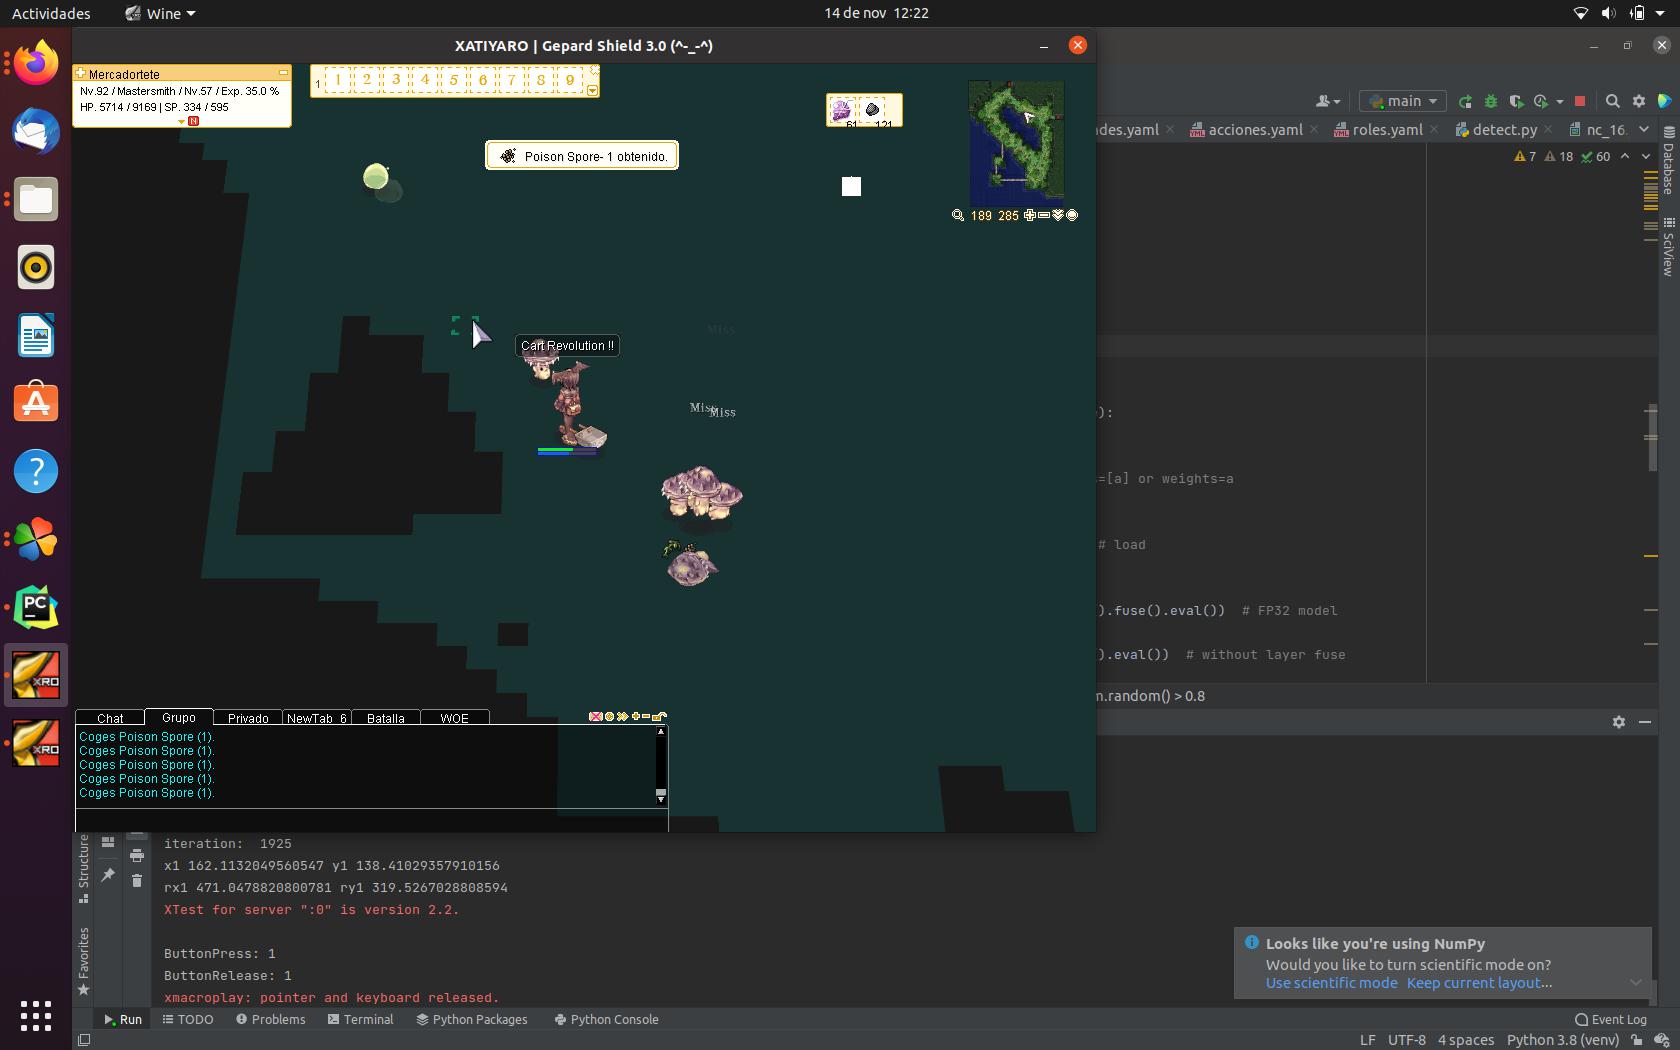 Actividades
Wine
14 de nov 12:22
XATIYARO | Gepard Shield 3.0 (^-_-^)
Mercadortete
Nv.92 / Mastersmith / Nv.57 / Exp. 35.0 %
HP. 5714 / 9169 | SP. 334 / 595
N
1 1 2 3 4 5 6 7 8 9
61 121
Poison Spore- 1 obtenido.
189 285
Miss
Cart Revolution !!
Miss
Miss
Chat Grupo Privado NewTab_6 Batalla WOE
Coges Poison Spore (1).
Coges Poison Spore (1).
Coges Poison Spore (1).
Coges Poison Spore (1).
Coges Poison Spore (1).
main
des.yaml acciones.yaml roles.yaml detect.py nc_16.
7 18 60
Database
SciView
):
=[a] or weights=a
# load
).fuse().eval()) # FP32 model
).eval()) # without layer fuse
m.random() > 0.8
PC
XRO
XRO
Structure
Favorites
iteration: 1925
x1 162.1132049560547 y1 138.41029357910156
rx1 471.0478820800781 ry1 319.5267028808594
XTest for server ":0" is version 2.2.
ButtonPress: 1
ButtonRelease: 1
xmacroplay: pointer and keyboard released.
Looks like you're using NumPy
Would you like to turn scientific mode on?
Use scientific mode Keep current layout...
Run TODO Problems Terminal Python Packages Python Console
Event Log
LF UTF-8 4 spaces Python 3.8 (venv)